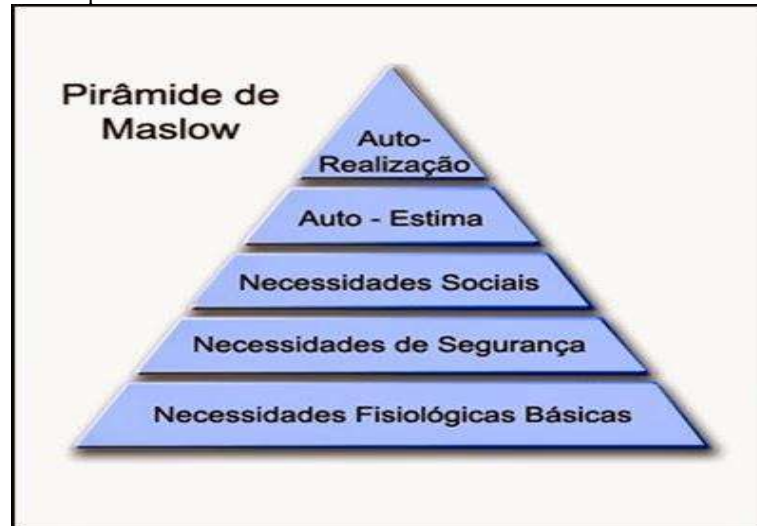 Pirâmide de
Maslow
Auto-
Realização
Auto - Estima
Necessidades Sociais
Necessidades de Segurança
Necessidades Fisiológicas Básicas